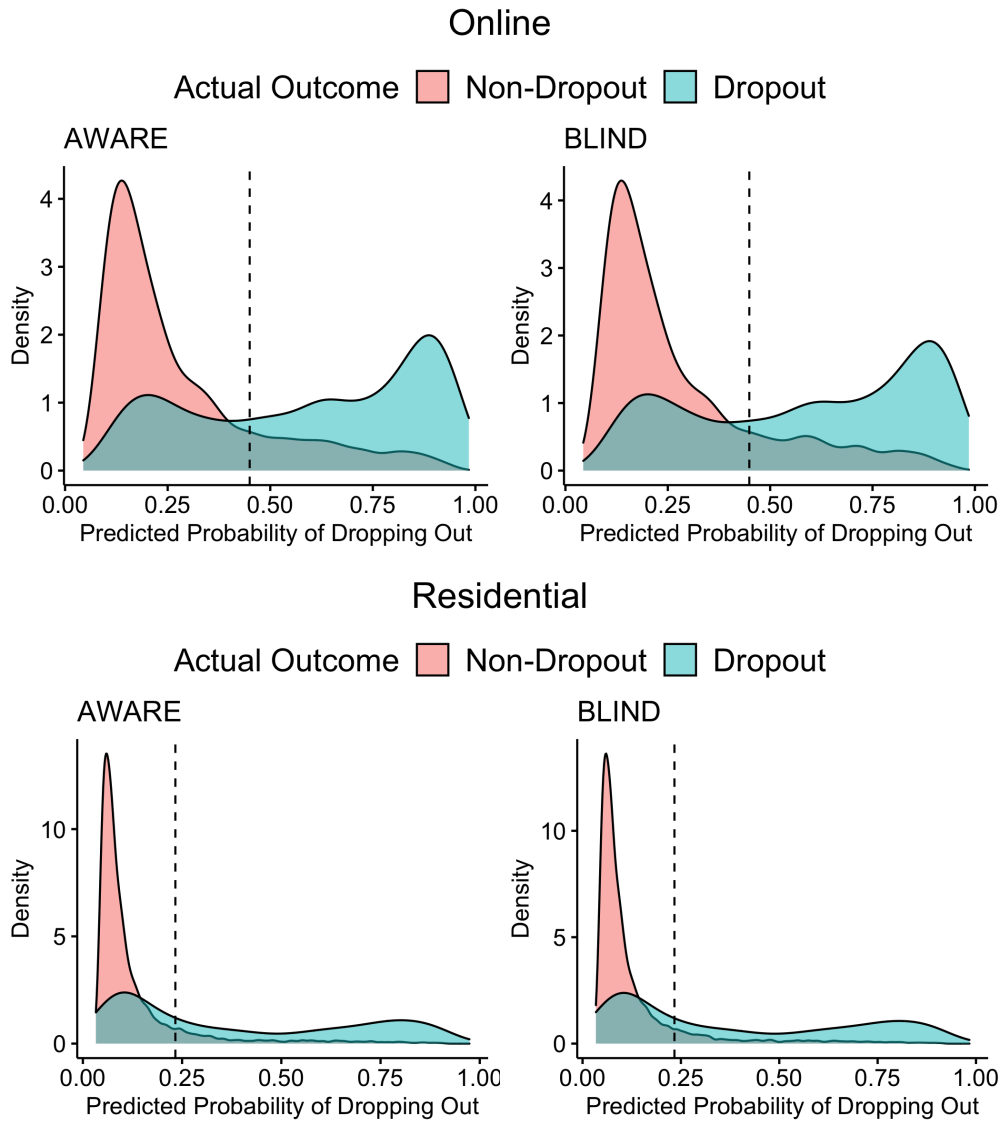 Online
Actual Outcome Non-Dropout Dropout
AWARE
Density
4
3
2
1
0
0.00 0.25 0.50 0.75 1.00
Predicted Probability of Dropping Out
BLIND
Density
4
3
2
1
0
0.00 0.25 0.50 0.75 1.00
Predicted Probability of Dropping Out
Residential
Actual Outcome Non-Dropout Dropout
AWARE
Density
10
5
0
0.00 0.25 0.50 0.75 1.00
Predicted Probability of Dropping Out
BLIND
Density
10
5
0
0.00 0.25 0.50 0.75 1.00
Predicted Probability of Dropping Out